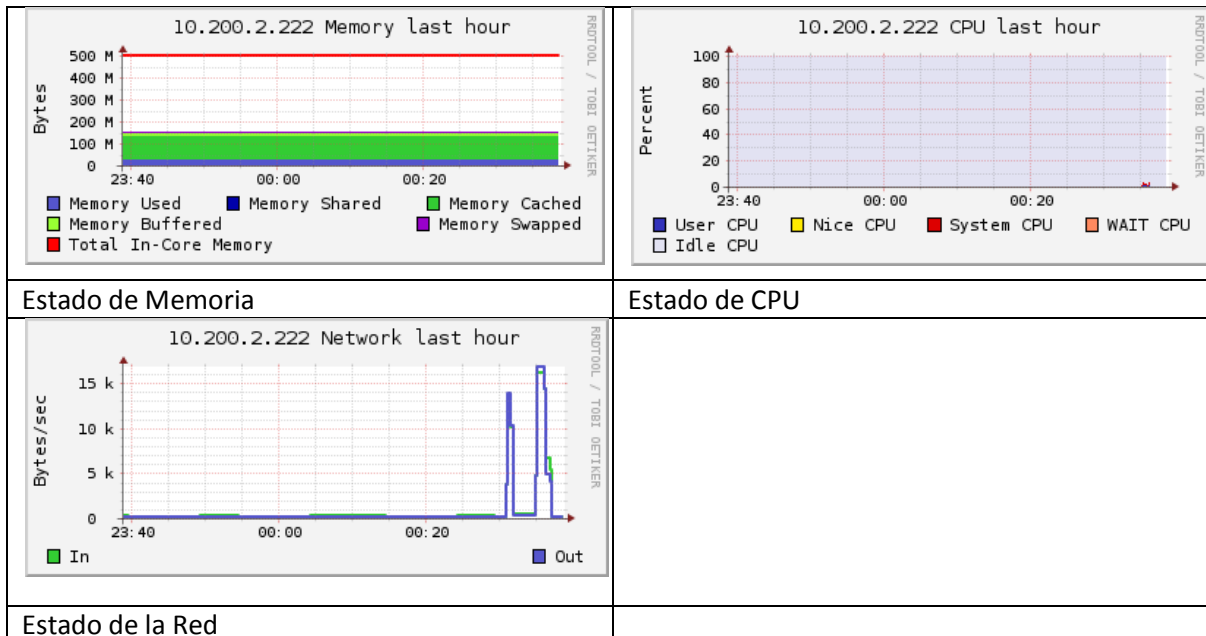 10.200.2.222 Memory last hour
RRDTOOL / TOBI OETIKER
Bytes
500 M
400 M
300 M
200 M
100 M
0
23:40 00:00 00:20
Memory Used Memory Shared Memory Cached
Memory Buffered Memory Swapped
Total In-Core Memory
10.200.2.222 CPU last hour
RRDTOOL / TOBI OETIKER
Percent
100
80
60
40
20
0
23:40 00:00 00:20
User CPU Nice CPU System CPU WAIT CPU
Idle CPU
Estado de Memoria
Estado de CPU
10.200.2.222 Network last hour
RRDTOOL / TOBI OETIKER
Bytes/sec
15 k
10 k
5 k
0
23:40 00:00 00:20
In Out
Estado de la Red